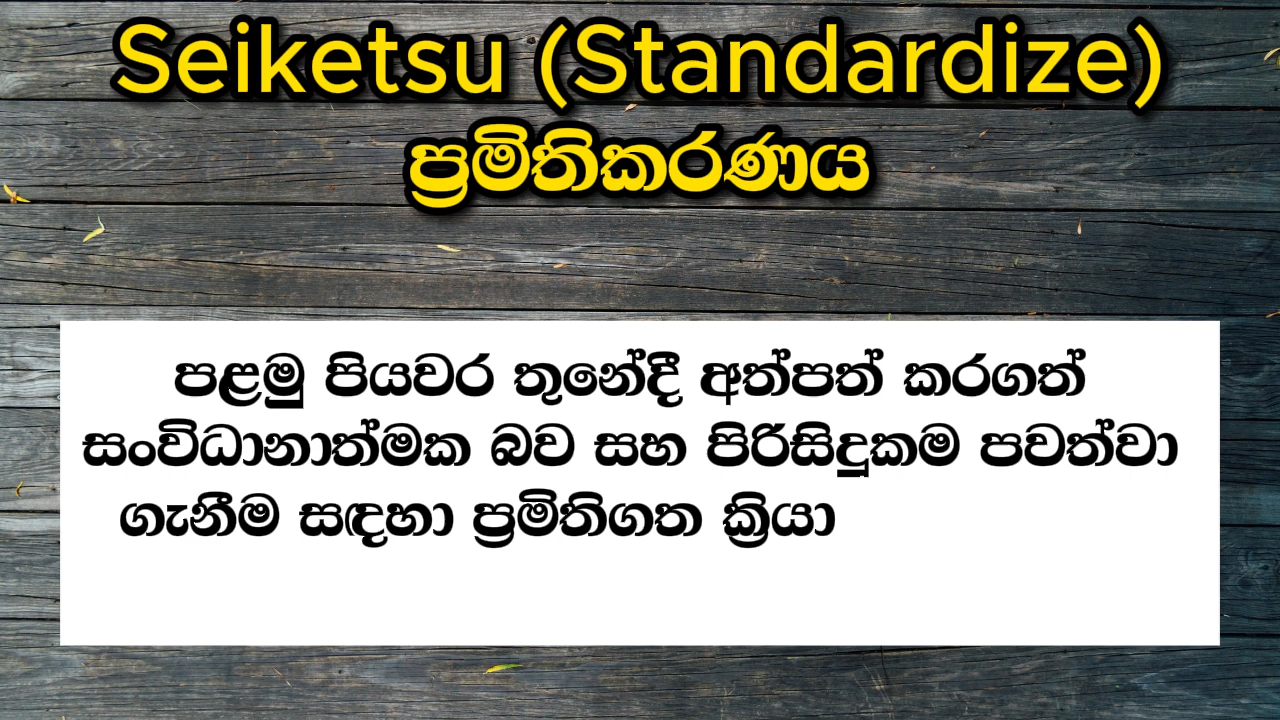 Seiketsu (Standardize)
ප්‍රමිතිකරණය
පළමු පියවර තුනේදී අත්පත් කරගත්
සංවිධානාත්මක බව සහ පිරිසිදුකම පවත්වා
ගැනීම සඳහා ප්‍රමිතිගත ක්‍රියා